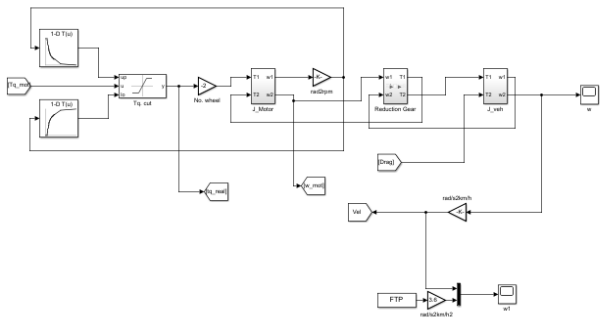 1-D T(u)
[Tq_mot]
up
u
lo
y
Tq. cut
1-D T(u)
-2
No. wheel
T1 w1
T2 w2
J_Motor
-K-
rad2rpm
w1 T1
w2 T2
Reduction Gear
T1 w1
T2 w2
J_veh
w
[Drag]
[tq_real]
[w_mot]
rad/s2km/h
Vel
-K-
FTP
3.6
rad/s2km/h2
w1